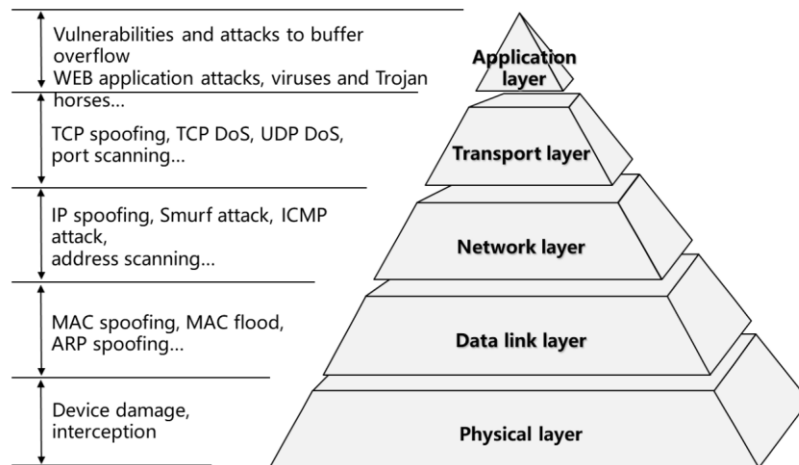 Vulnerabilities and attacks to buffer
overflow
WEB application attacks, viruses and Trojan
horses...
Application
layer
TCP spoofing, TCP DoS, UDP DoS,
port scanning...
Transport layer
IP spoofing, Smurf attack, ICMP
attack,
address scanning...
Network layer
MAC spoofing, MAC flood,
ARP spoofing...
Data link layer
Device damage,
interception
Physical layer